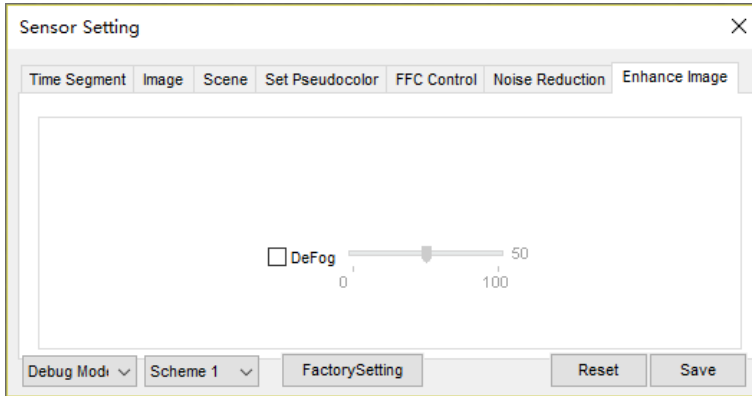 Sensor Setting
Time Segment Image Scene Set Pseudocolor FFC Control Noise Reduction Enhance Image
DeFog 50
0 100
Debug Mod Scheme 1 FactorySetting Reset Save